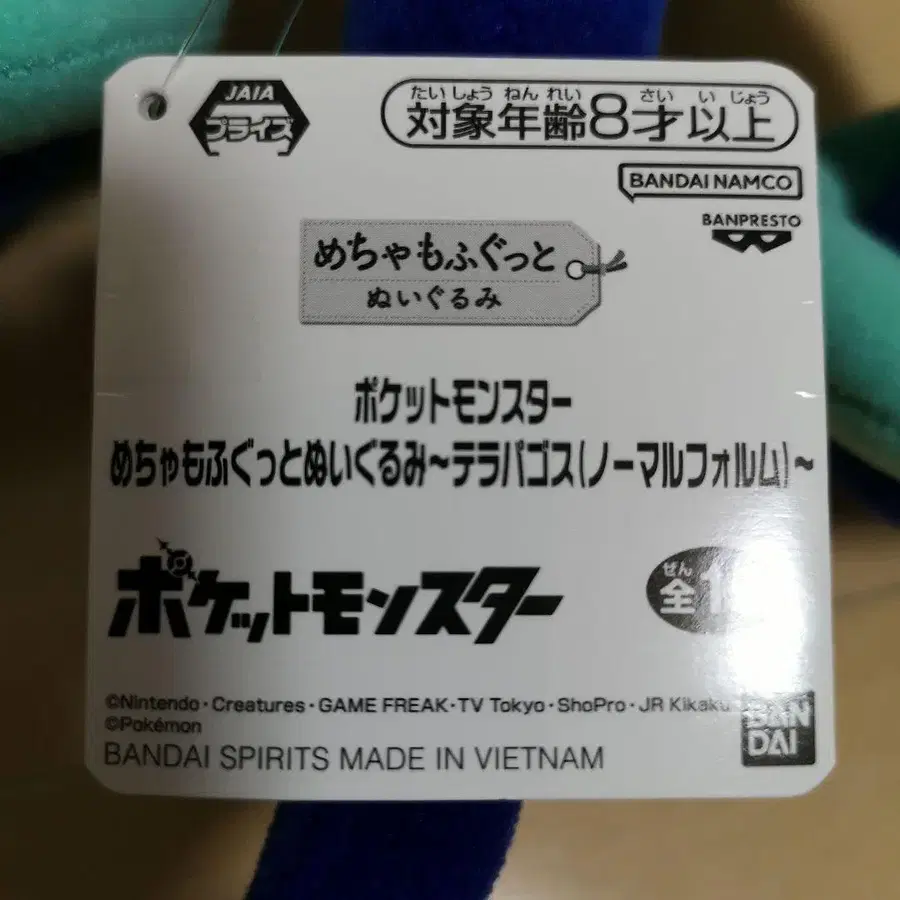 JAIA
プライズ
たいしょうねんれい さいいじょう
対象年齢8才以上
BANDAI NAMCO
BANPRESTO
めちゃもふぐっと
ぬいぐるみ
ポケットモンスター
めちゃもふぐっとぬいぐるみ~テラパゴス(ノーマルフォルム)~
ポケットモンスター
ぜん
全1
©Nintendo・Creatures・GAME FREAK・TV Tokyo・ShoPro・JR Kikaku
©Pokémon
BANDAI SPIRITS MADE IN VIETNAM
BAN
DAI